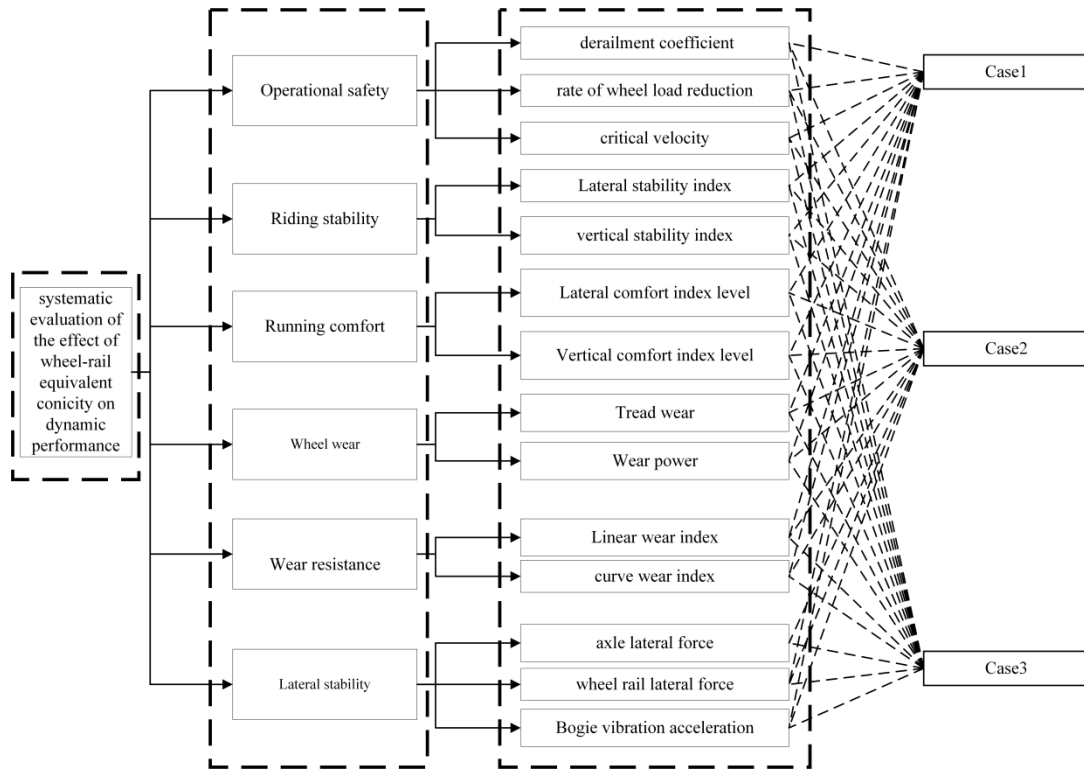 systematic
evaluation of
the effect of
wheel-rail
equivalent
conicity on
dynamic
performance
Operational safety
Riding stability
Running comfort
Wheel wear
Wear resistance
Lateral stability
derailment coefficient
rate of wheel load reduction
critical velocity
Lateral stability index
vertical stability index
Lateral comfort index level
Vertical comfort index level
Tread wear
Wear power
Linear wear index
curve wear index
axle lateral force
wheel rail lateral force
Bogie vibration acceleration
Case1
Case2
Case3